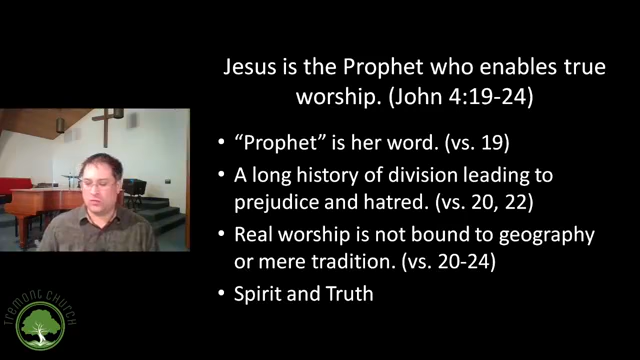 Jesus is the Prophet who enables true
worship. (John 4:19-24)
• “Prophet” is her word. (vs. 19)
• A long history of division leading to
prejudice and hatred. (vs. 20, 22)
• Real worship is not bound to geography
or mere tradition. (vs. 20-24)
• Spirit and Truth
Tremont Church